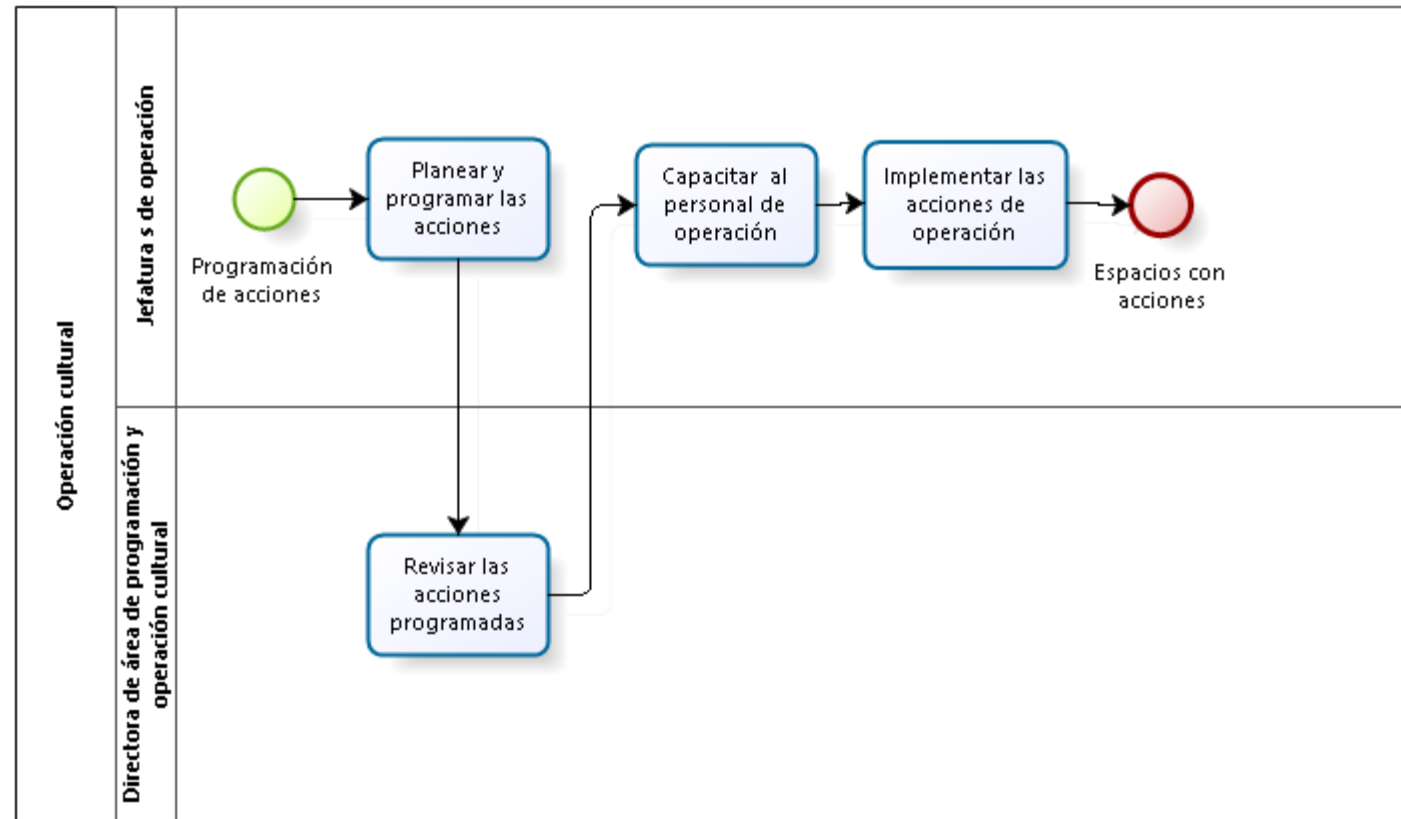 Operación cultural
Jefatura s de operación
Programación
de acciones
Planear y
programar las
acciones
Capacitar al
personal de
operación
Implementar las
acciones de
operación
Espacios con
acciones
Directora de área de programación y
operación cultural
Revisar las
acciones
programadas